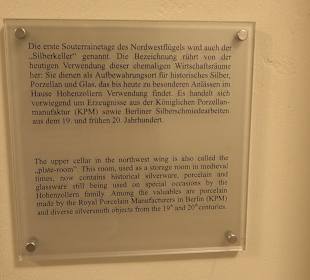 Die erste Souterrainetage des Nordwestflügels wird auch der
„Silberkeller“ genannt. Die Bezeichnung rührt von der
heutigen Verwendung dieser ehemaligen Wirtschaftsräume
her: Sie dienen als Aufbewahrungsort für historisches Silber,
Porzellan und Glas, das bis heute zu besonderen Anlässen im
Hause Hohenzollern Verwendung findet. Es handelt sich
vorwiegend um Erzeugnisse aus der Königlichen Porzellan-
manufaktur (KPM) sowie Berliner Silberschmiedearbeiten
aus dem 19. und frühen 20. Jahrhundert.
The upper cellar in the northwest wing is also called the
„plate-room“. This room, used as a storage room in medieval
times, now contains historical silverware, porcelain and
glassware still being used on special occasions by the
Hohenzollern family. Among the valuables are porcelain
made by the Royal Porcelain Manufacturers in Berlin (KPM)
and diverse silversmith objects from the 19th and 20th centuries.